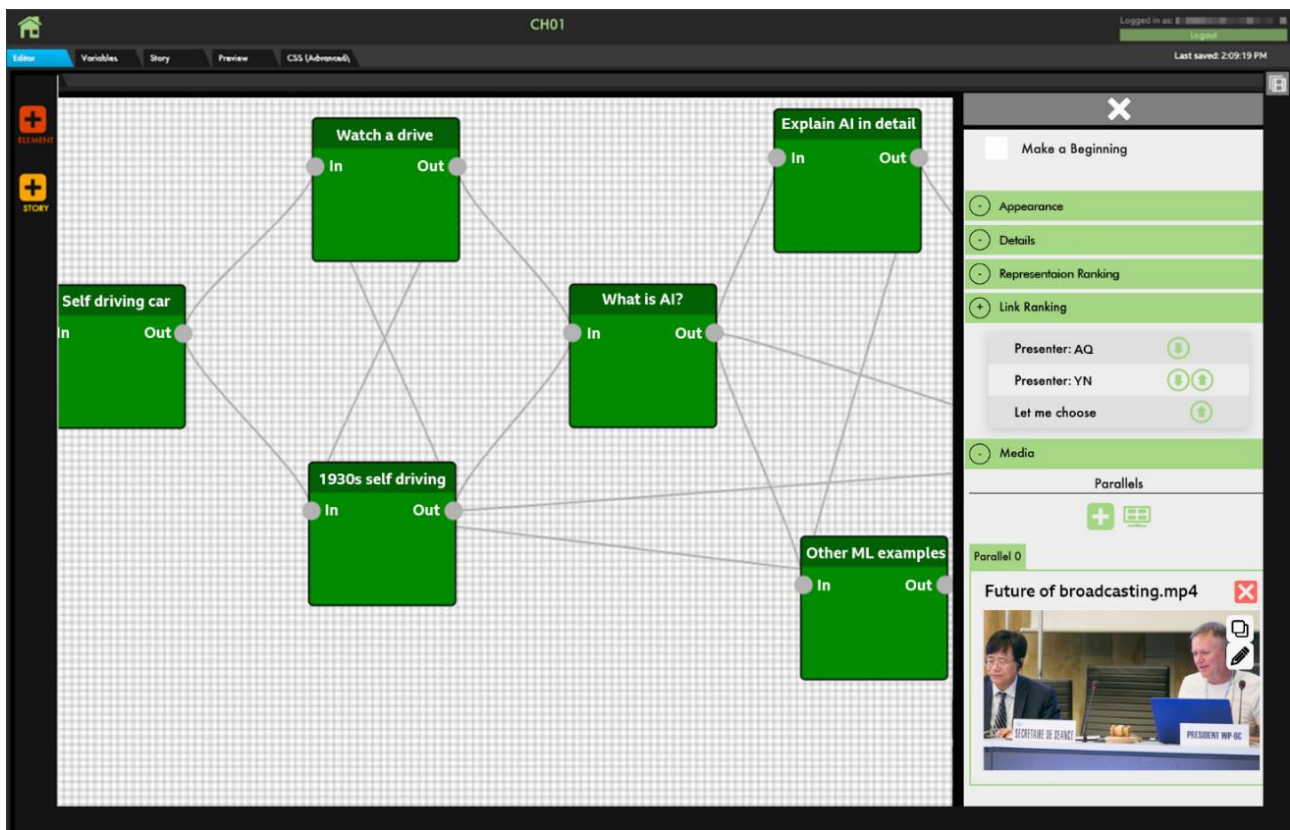 CH01
Logged in as:
Logout
Editor
Variables
Story
Preview
CSS (Advanced)
Last saved: 2:09:19 PM
ELEMENT
STORY
Watch a drive
In Out
Explain AI in detail
In Out
Self driving car
In Out
What is AI?
In Out
1930s self driving
In Out
Other ML examples
In Out
Make a Beginning
Appearance
Details
Representaion Ranking
Link Ranking
Presenter: AQ
Presenter: YN
Let me choose
Media
Parallels
Parallel 0
Future of broadcasting.mp4
SECRETAIRE DE SEANCE
PRESIDENT WP 6C